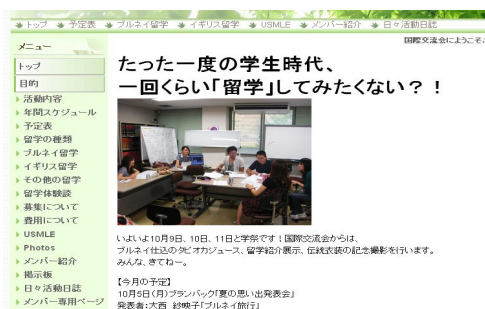 トップ 予定表 ブルネイ留学 イギリス留学 USMLE メンバー紹介 日々活動日誌
国際交流会にようこそ
メニュー
トップ
目的
活動内容
年間スケジュール
予定表
留学の種類
ブルネイ留学
イギリス留学
その他の留学
留学体験談
募集について
費用について
USMLE
Photos
メンバー紹介
掲示板
日々活動日誌
メンバー専用ページ
たった一度の学生時代、
一回くらい「留学」してみたくない？！
いよいよ10月9日、10日、11日と学祭です！国際交流会からは、
ブルネイ仕込のタピオカジュース、留学紹介展示、伝統衣装の記念撮影を行います。
みんな、きてねー。
【今月の予定】
10月5日(月)ブランバッグ「夏の思い出発表会」
発表者：大西 紗映子「ブルネイ旅行」